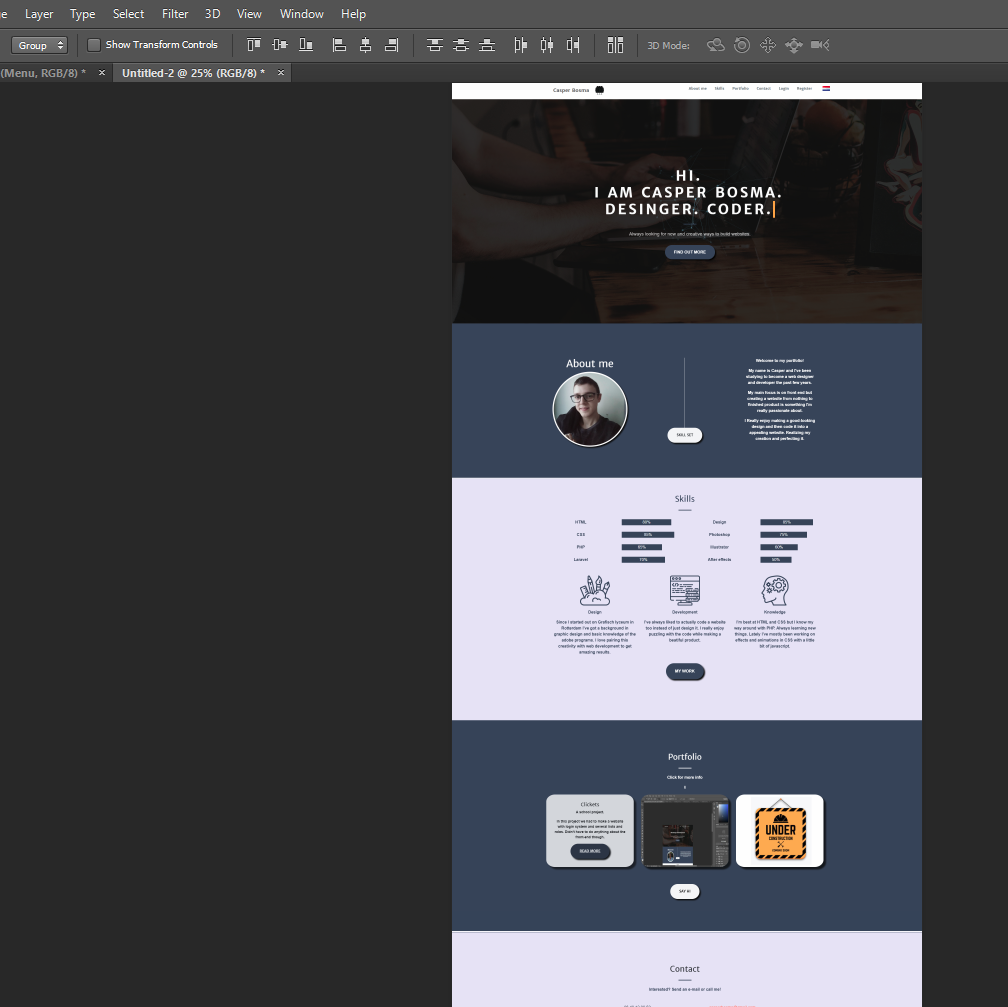 Layer Type Select Filter 3D View Window Help
Group Show Transform Controls 3D Mode:
(Menu, RGB/8) * × Untitled-2 @ 25% (RGB/8) * ×
Casper Bosma About me Skills Portfolio Contact Login Register
HI.
I AM CASPER BOSMA.
DESINGER. CODER.
Always looking for new and creative ways to build websites.
FIND OUT MORE
About me
SKILL SET
Welcome to my portfolio!
My name is Casper and I've been
studying to become a web designer
and developer the past few years.
My main focus is on front end but
creating a website from nothing to
finished product is something I'm
really passionate about.
I Really enjoy making a good looking
design and then code it into a
appealing website. Realizing my
creation and perfecting it.
Skills
HTML 80% Design 85%
CSS 85% Photoshop 75%
PHP 65% Illustrator 60%
Laravel 70% After effects 50%
Design
Since I started out on Grafisch lyceum in
Rotterdam I've got a background in
graphic design and basic knowledge of the
adobe programs. I love pairing this
creativity with web development to get
amazing results.
Development
I've always liked to actually code a website
too instead of just design it. I really enjoy
puzzling with the code while making a
beatiful product.
Knowledge
I'm best at HTML and CSS but I know my
way around with PHP. Always learning new
things. Lately I've mostly been working on
effects and animations in CSS with a little
bit of javascript.
MY WORK
Portfolio
Click for more info
Clickets
A school project.
In this project we had to make a website
with login system and several lists and
roles. Didn't have to do anything about the
front-end though.
READ MORE
UNDER
CONSTRUCTION
COMING SOON
SAY HI
Contact
Interested? Send an e-mail or call me!